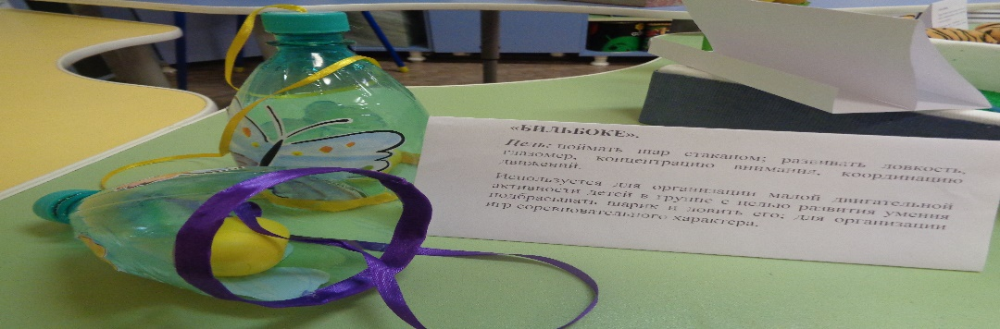 «БИЛЬБОКЕ».
Цель: поймать шар стаканом; развивать ловкость,
глазомер, концентрацию внимания, координацию
движений.
Используется для организации малой двигательной
активности детей в группе с целью развития умения
подбрасывать шарик и ловить его; для организации
игр соревновательного характера.